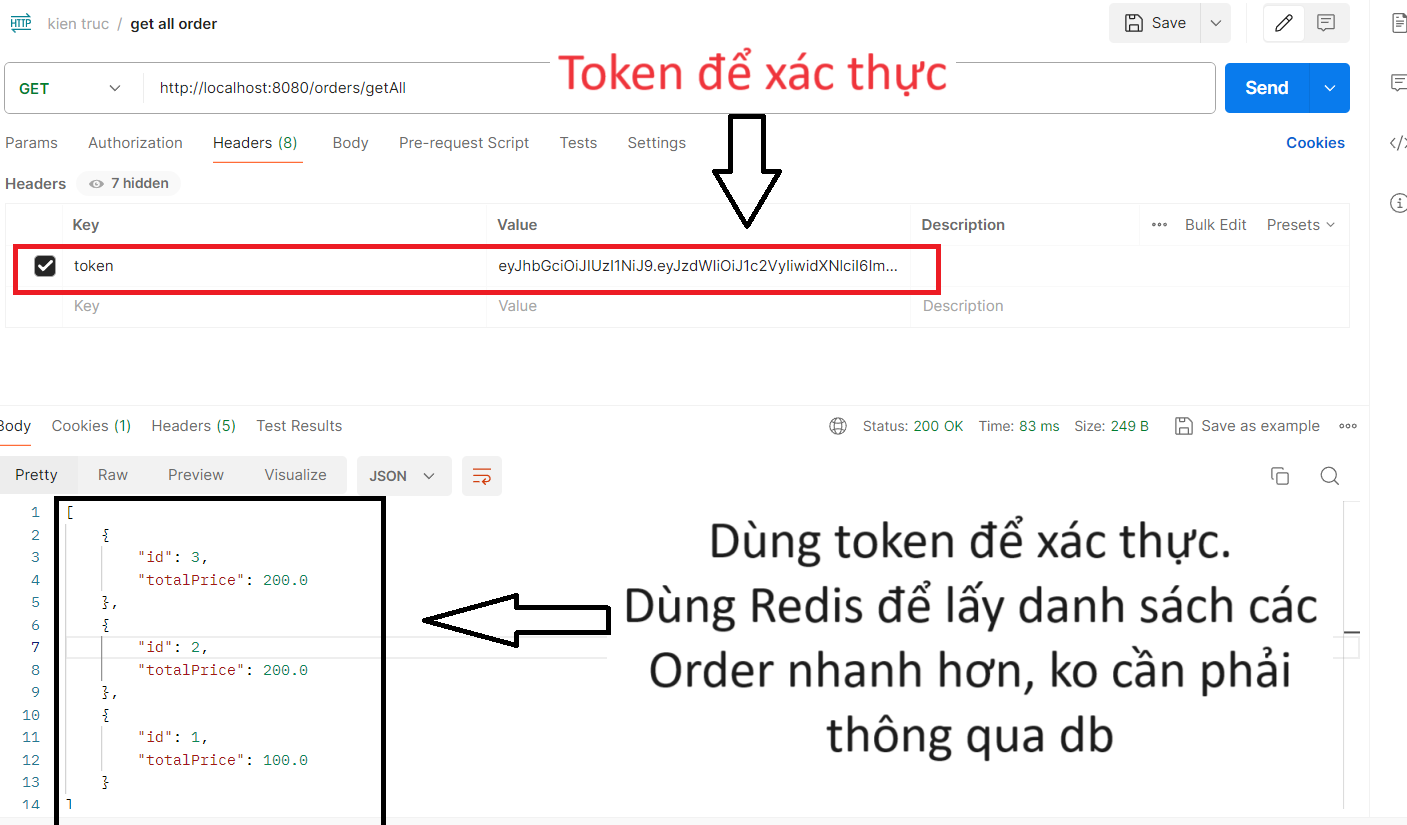 HTTP kien truc / get all order Save
Token để xác thực
GET http://localhost:8080/orders/getAll Send
Params Authorization Headers (8) Body Pre-request Script Tests Settings Cookies
Headers 7 hidden
Key Value Description ••• Bulk Edit Presets
token eyJhbGciOiJIUzI1NiJ9.eyJzdWIiOiJ1c2VyIiwidXNlciI6Im...
Key Value Description
Body Cookies (1) Headers (5) Test Results Status: 200 OK Time: 83 ms Size: 249 B Save as example •••
Pretty Raw Preview Visualize JSON
1 [
2 {
3 "id": 3,
4 "totalPrice": 200.0
5 },
6 {
7 "id": 2,
8 "totalPrice": 200.0
9 },
10 {
11 "id": 1,
12 "totalPrice": 100.0
13 }
14 ]
Dùng token để xác thực.
Dùng Redis để lấy danh sách các
Order nhanh hơn, ko cần phải
thông qua db